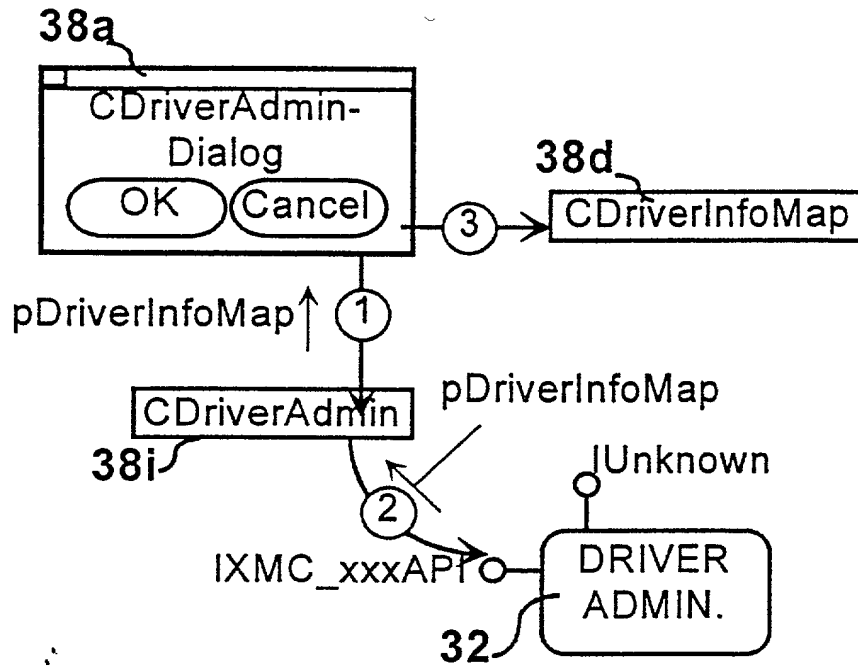 38a
CDriverAdmin-
Dialog
OK
Cancel
38d
3
CDriverInfoMap
pDriverInfoMap
1
CDriverAdmin
pDriverInfoMap
38i
2
IUnknown
IXMC_xxxAPI
DRIVER
ADMIN.
32